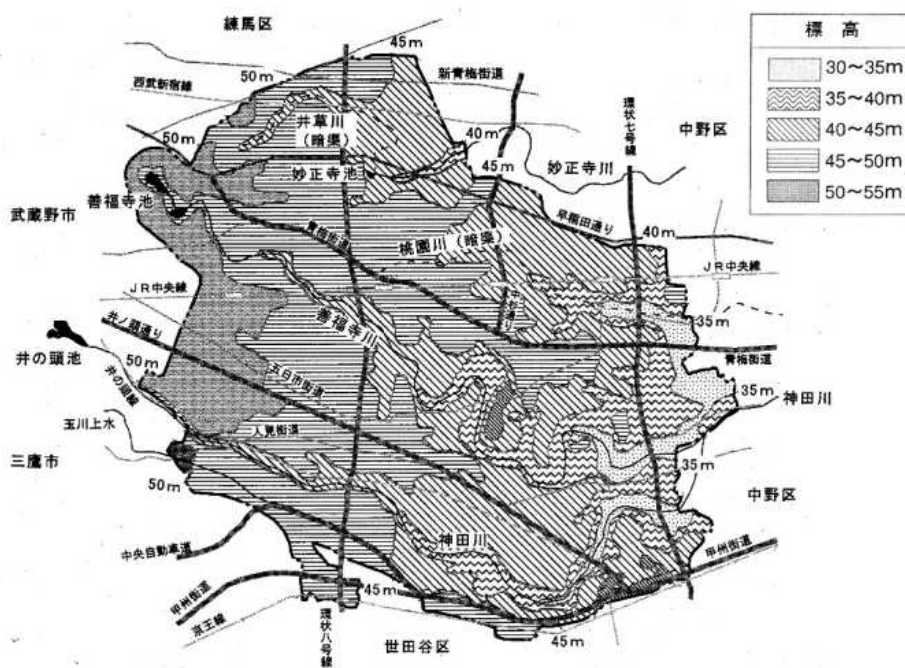 練馬区
45m
標高
30～35m
35～40m
40～45m
45～50m
50～55m
50m
新青梅街道
西武新宿線
井草川
（暗渠）
環状七号線
中野区
50m
40m
45m
妙正寺川
妙正寺池
善福寺池
武蔵野市
早稲田通り
青梅街道
桃園川（暗渠）
40m
JR中央線
JR中央線
中杉通り
善福寺川
35m
井ノ頭通り
井の頭池
50m
五日市街道
青梅街道
35m
神田川
井の頭線
玉川上水
人見街道
三鷹市
50m
35m
中野区
神田川
中央自動車道
甲州街道
甲州街道
45m
京王線
環状八号線
世田谷区
45m